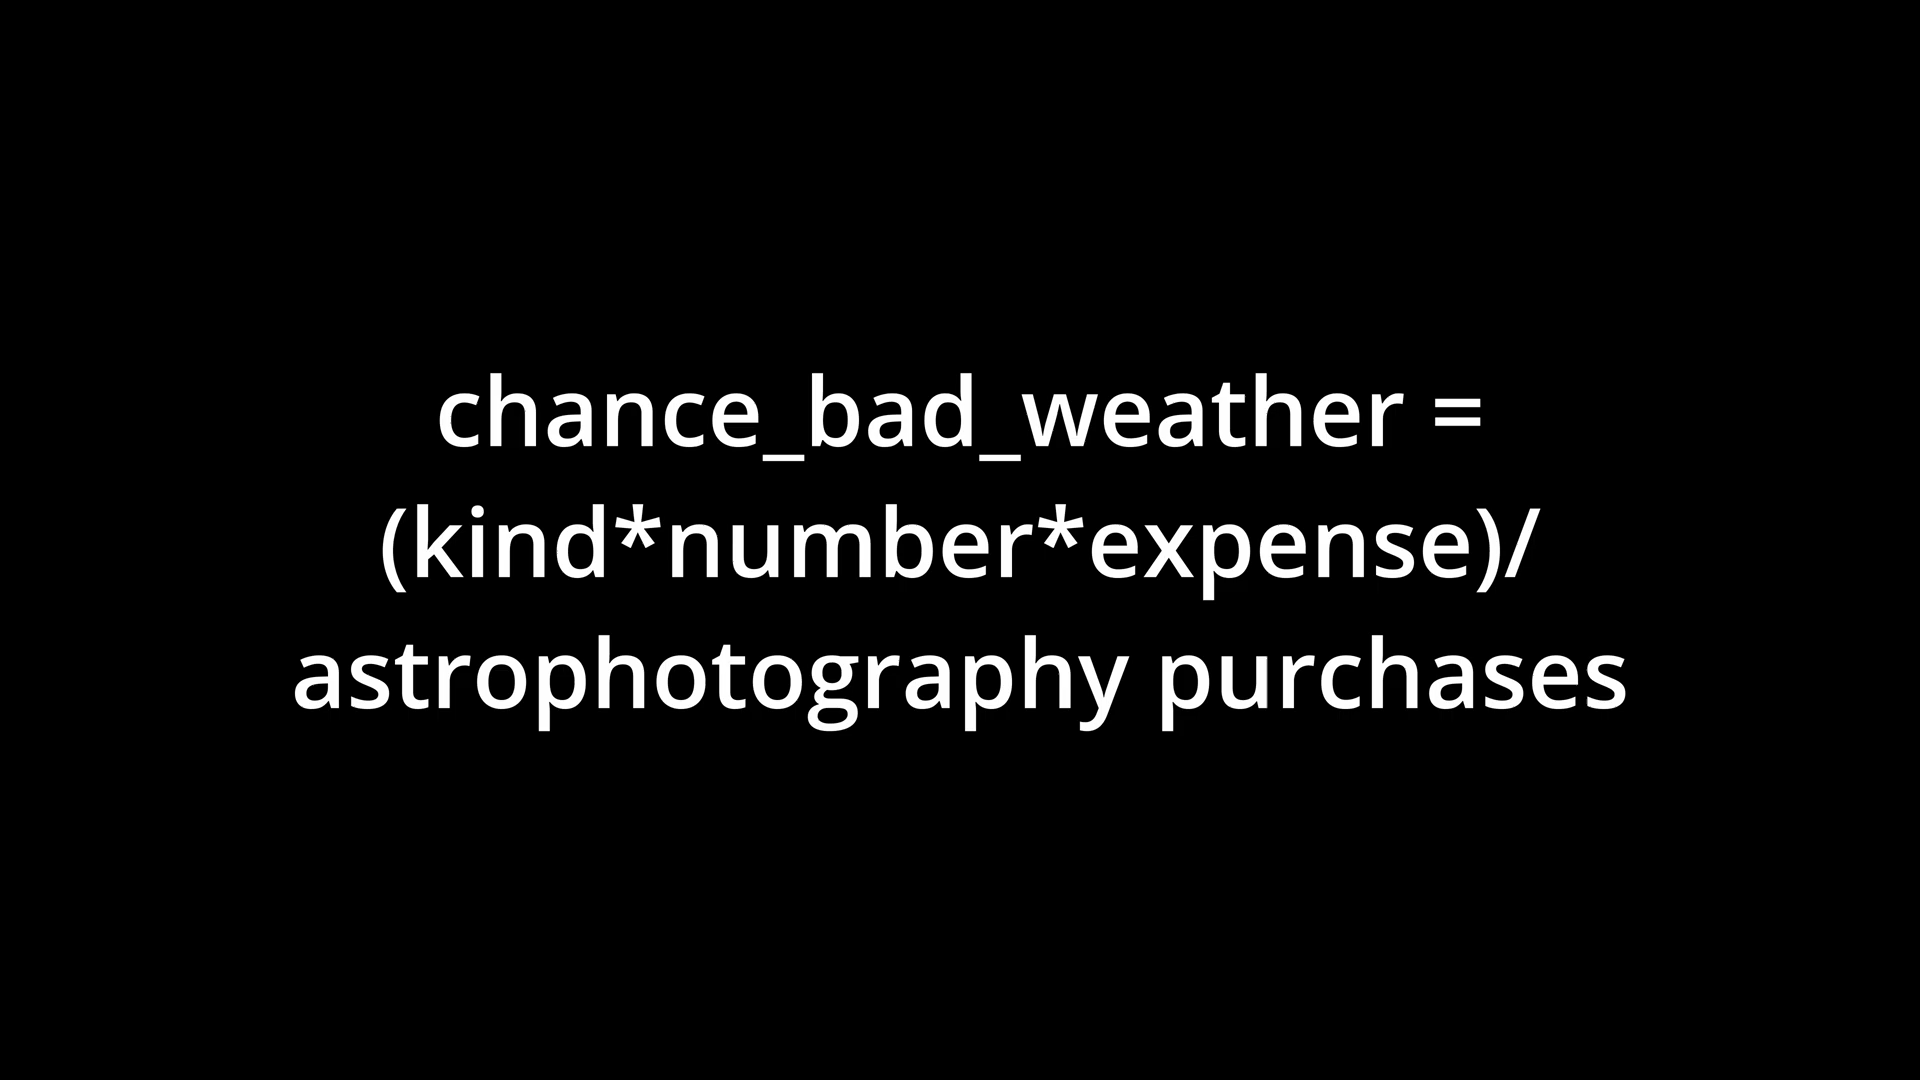 chance_bad_weather =
(kind*number*expense)/
astrophotography purchases